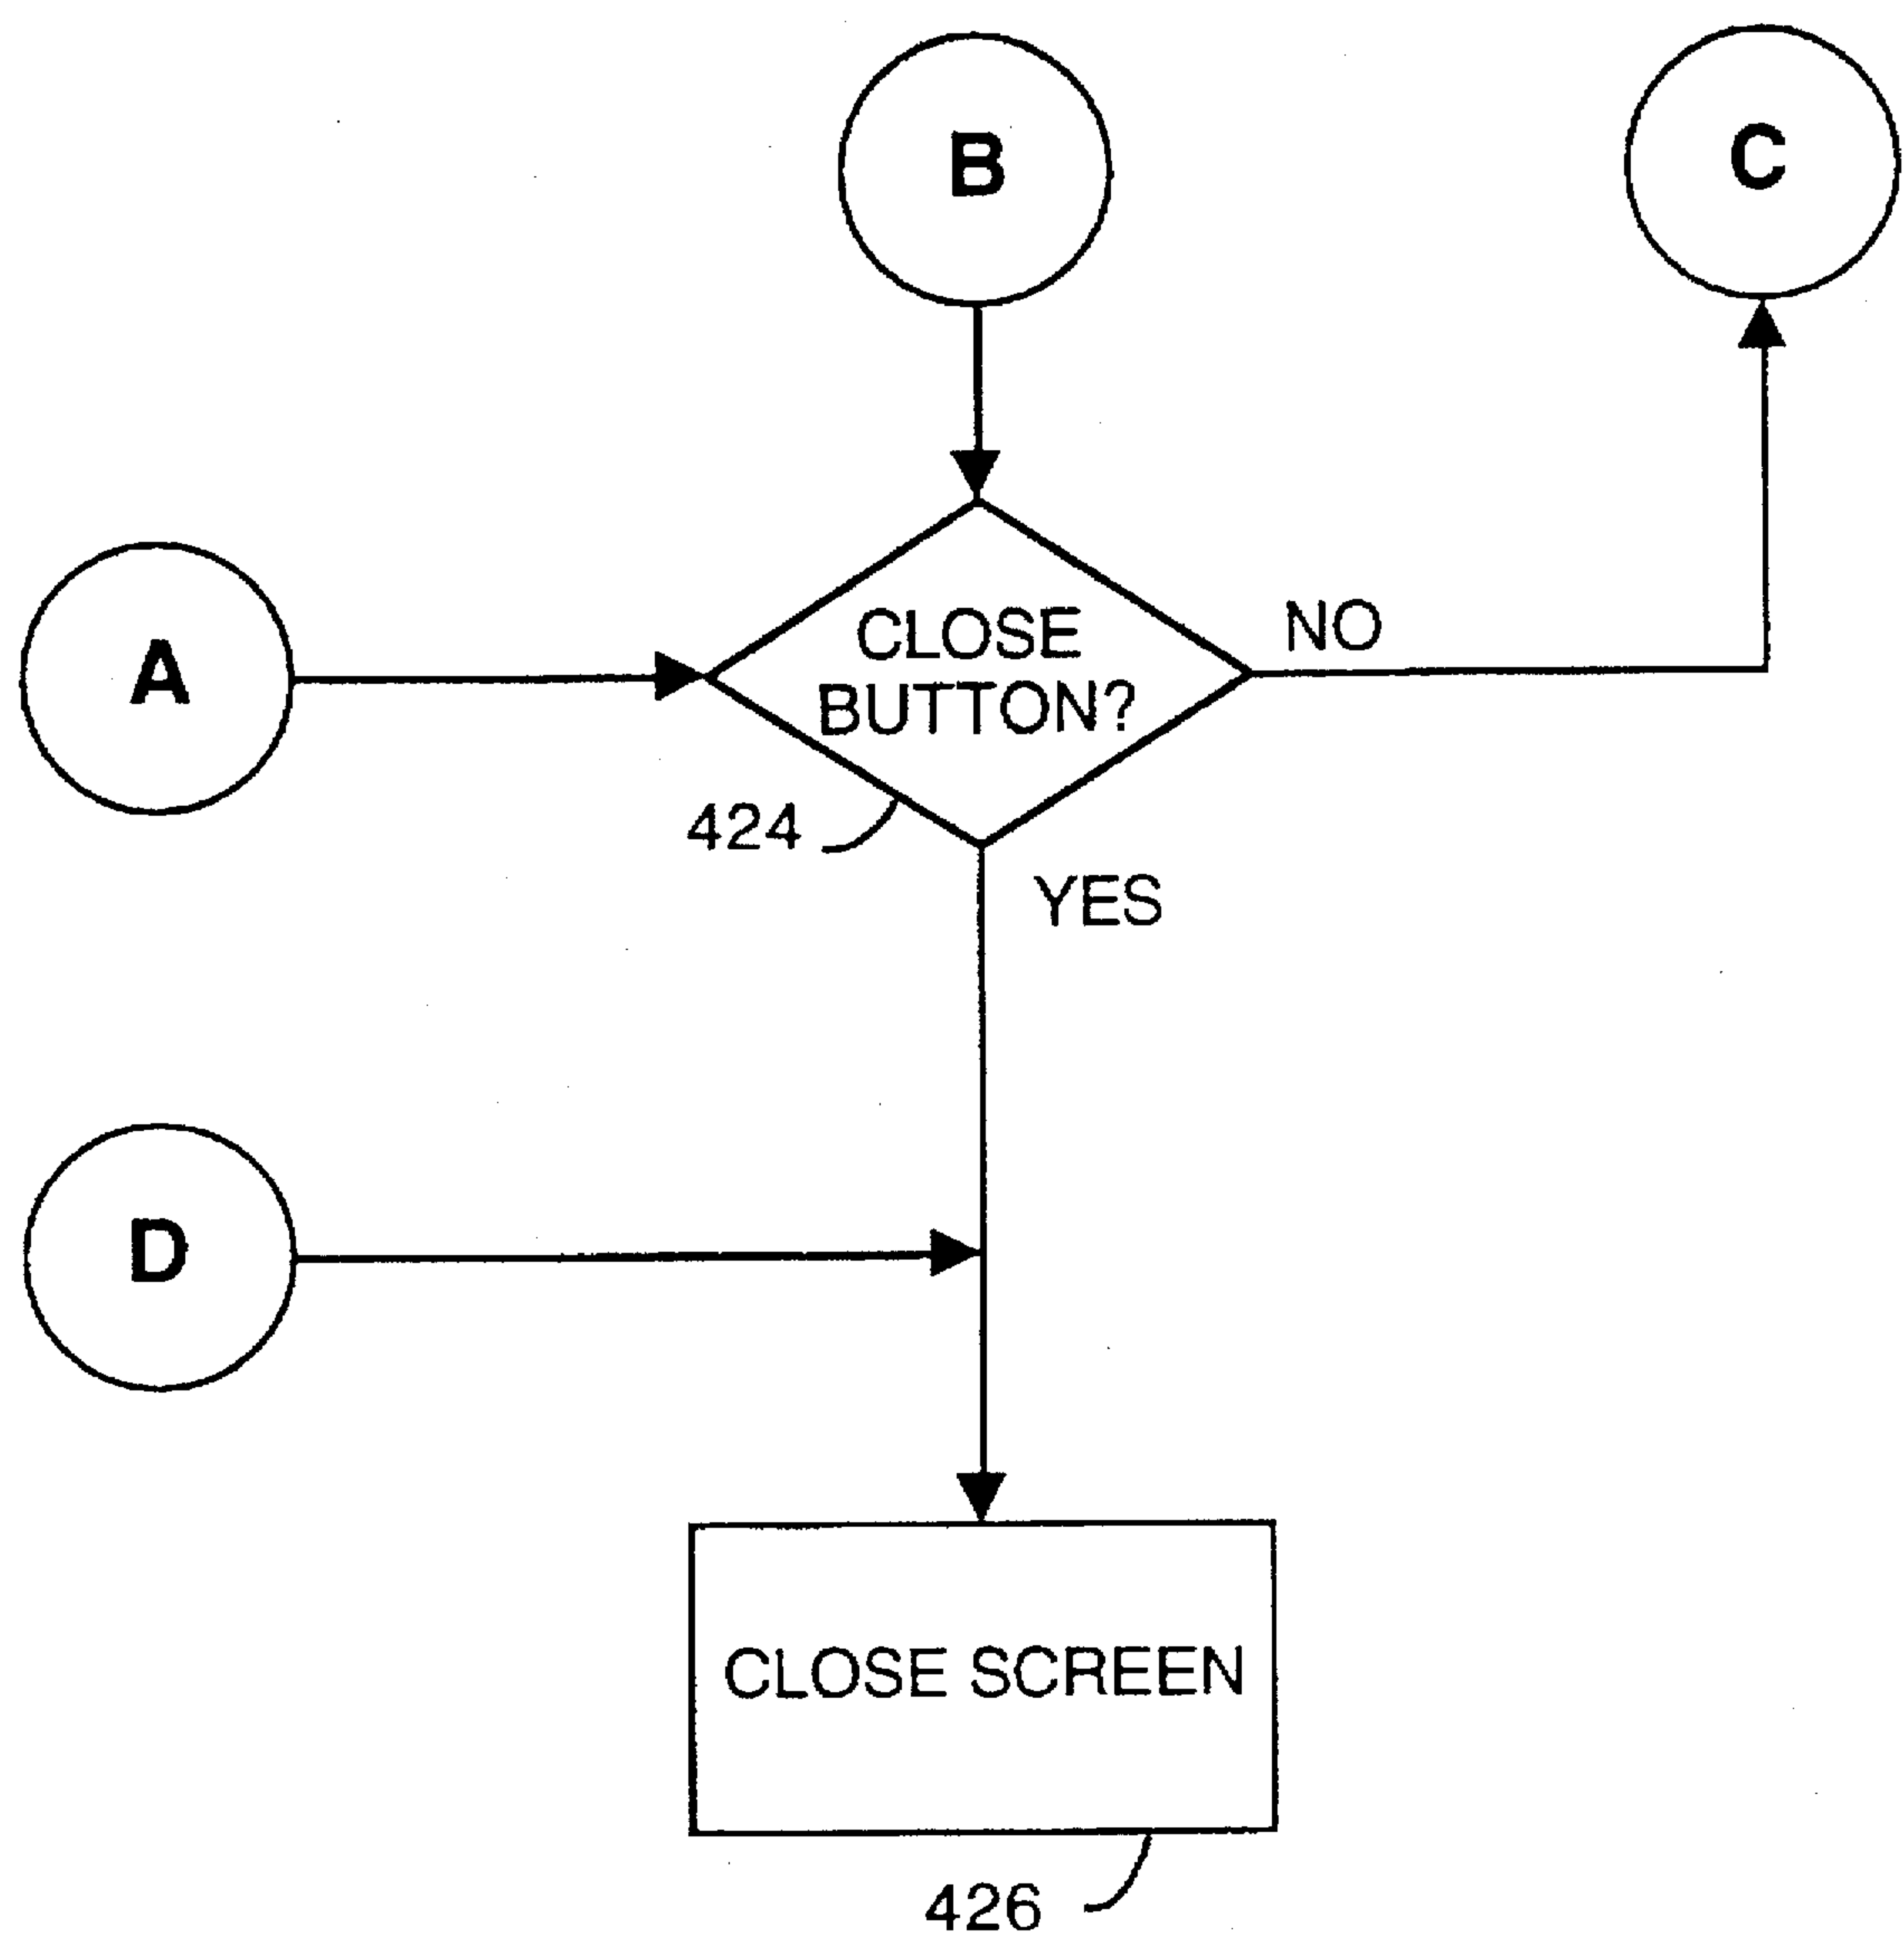 B
C
A
CLOSE
BUTTON?
NO
424
YES
D
CLOSE SCREEN
426